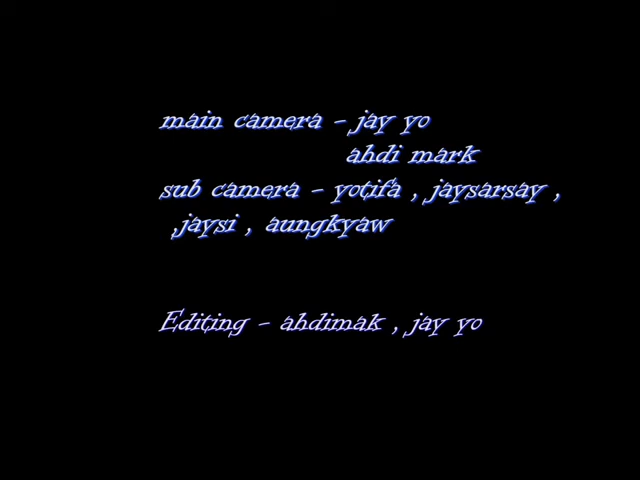 main camera - jay yo
ahdi mark
sub camera - yotifa , jaysarsay ,
,jaysi , aungkyaw
Editing - ahdimak , jay yo